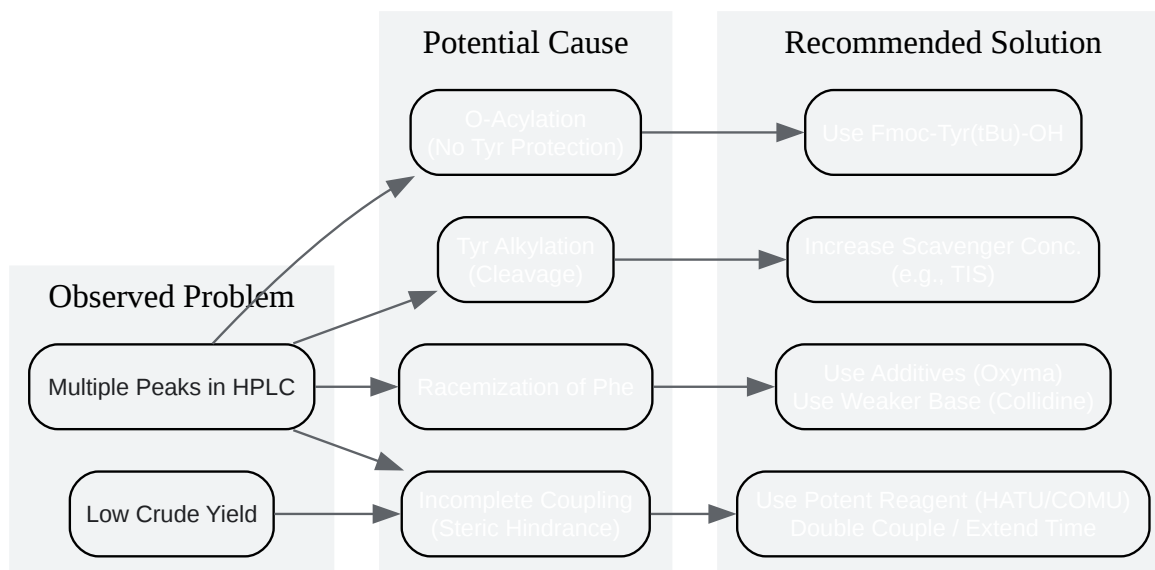 Potential Cause
Recommended Solution
O-Acylation
(No Tyr Protection)
Use Fmoc-Tyr(tBu)-OH
Tyr Alkylation
(Cleavage)
Increase Scavenger Conc.
(e.g., TIS)
Observed Problem
Multiple Peaks in HPLC
Racemization of Phe
Use Additives (Oxyma)
Use Weaker Base (Collidine)
Low Crude Yield
Incomplete Coupling
(Steric Hindrance)
Use Potent Reagent (HATU/COMU)
Double Couple / Extend Time